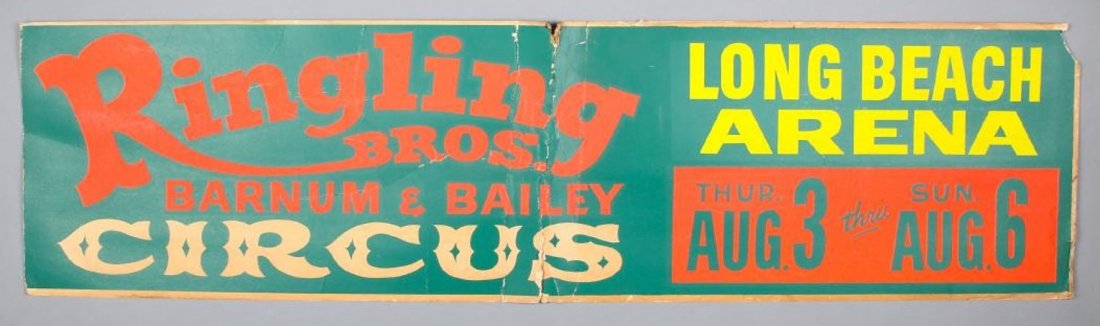 Ringling
BROS.
BARNUM & BAILEY
CIRCUS
LONG BEACH
ARENA
THUR.
AUG. 3
thru
SUN.
AUG. 6